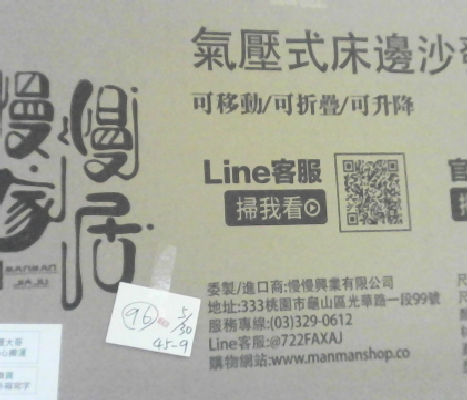 氣壓式床邊沙
可移動/可折疊/可升降
慢慢
家居
MANMAN
JIA JU
Line客服
掃我看
委製/進口商:慢慢興業有限公司
地址:333桃園市龜山區光華路一段99號
服務專線:(03)329-0612
Line客服:@722FAXAJ
購物網站:www.manmanshop.co
96 5/30
45-9